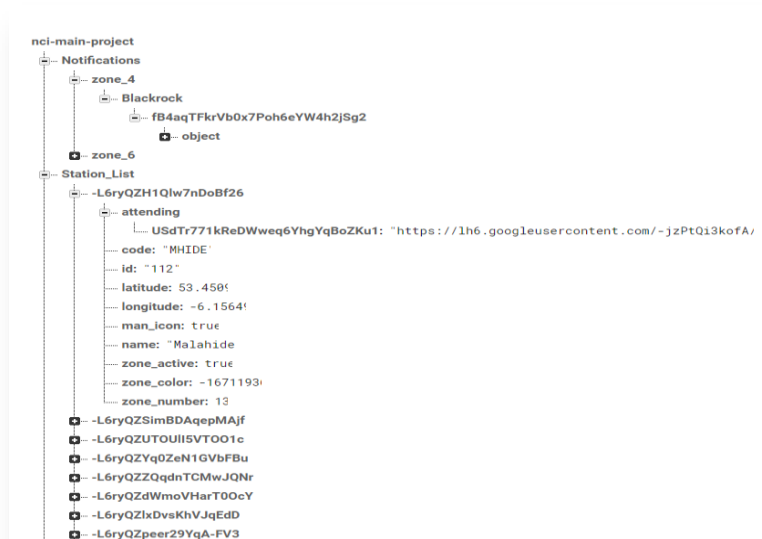 nci-main-project
Notifications
zone_4
Blackrock
fB4aqTFkrVb0x7Poh6eYW4h2jSg2
object
zone_6
Station_List
-L6ryQZH1Qlw7nDoBf26
attending
USdTr771kReDWweq6YhgYqBoZKu1: "https://lh6.googleusercontent.com/-jzPtQi3kofA/
code: "MHIDE"
id: "112"
latitude: 53.450
longitude: -6.1564
man_icon: true
name: "Malahide
zone_active: true
zone_color: -1671193
zone_number: 13
-L6ryQZSimBDAqepMAjf
-L6ryQZUTOUlI5VTOO1c
-L6ryQZYq0ZeN1GVbFBu
-L6ryQZZQqdnTCMwJQNr
-L6ryQZdWmoVHarT0OcY
-L6ryQZlxDvsKhVJqEdD
-L6ryQZpeer29YqA-FV3